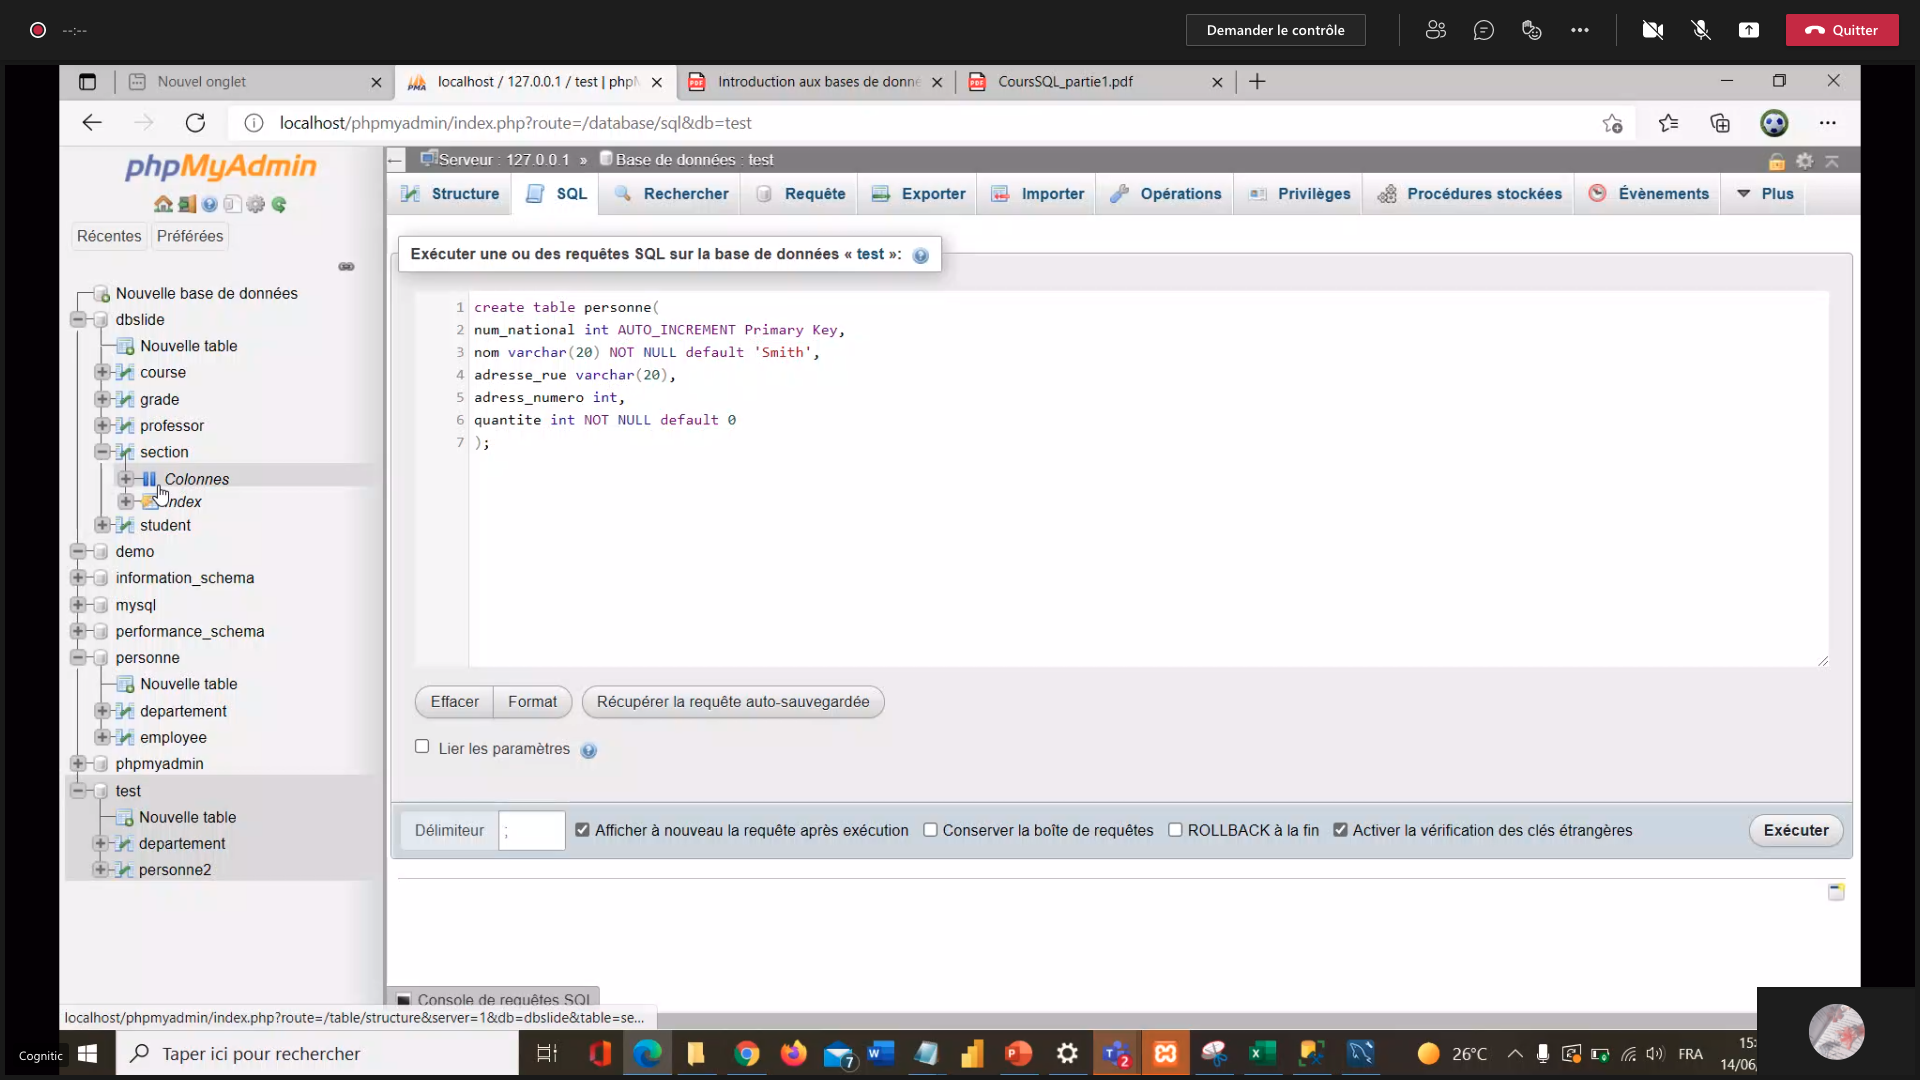 --:--
Demander le contrôle
Quitter
Nouvel onglet
localhost / 127.0.0.1 / test | phpM
Introduction aux bases de donne
CoursSQL_partie1.pdf
localhost/phpmyadmin/index.php?route=/database/sql&db=test
phpMyAdmin
Récentes
Préférées
Nouvelle base de données
dbslide
Nouvelle table
course
grade
professor
section
Colonnes
Index
student
demo
information_schema
mysql
performance_schema
personne
Nouvelle table
departement
employee
phpmyadmin
test
Nouvelle table
departement
personne2
Serveur : 127.0.0.1 » Base de données : test
Structure
SQL
Rechercher
Requête
Exporter
Importer
Opérations
Privilèges
Procédures stockées
Évènements
Plus
Exécuter une ou des requêtes SQL sur la base de données « test »:
1 create table personne(
2 num_national int AUTO_INCREMENT Primary Key,
3 nom varchar(20) NOT NULL default 'Smith',
4 adresse_rue varchar(20),
5 adress_numero int,
6 quantite int NOT NULL default 0
7 );
Effacer
Format
Récupérer la requête auto-sauvegardée
Lier les paramètres
Délimiteur
;
Afficher à nouveau la requête après exécution
Conserver la boîte de requêtes
ROLLBACK à la fin
Activer la vérification des clés étrangères
Exécuter
Console de requêtes SQL
localhost/phpmyadmin/index.php?route=/table/structure&server=1&db=dbslide&table=se...
Cognitic
Taper ici pour rechercher
7
2
26°C
FRA
15:
14/06